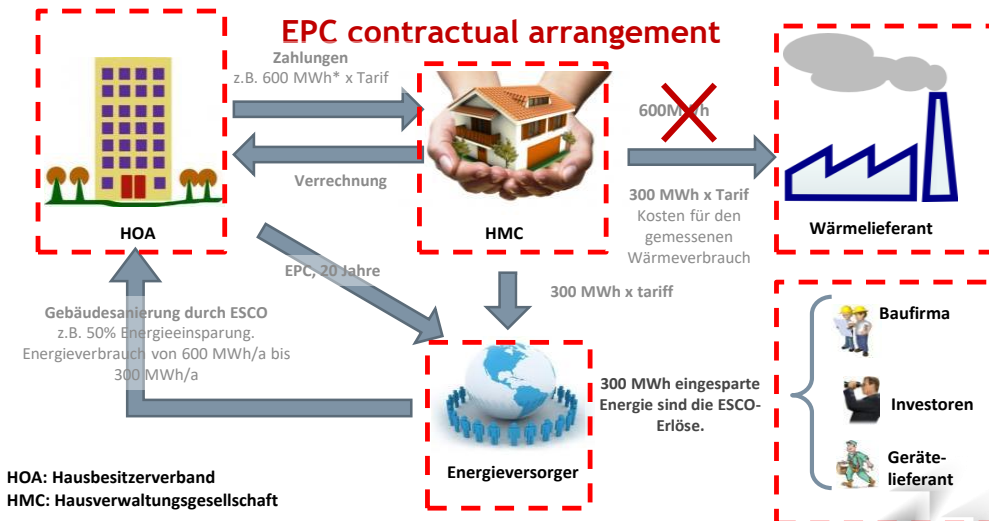 EPC contractual arrangement
Zahlungen
z.B. 600 MWh* x Tarif
Verrechnung
HOA
HMC
600MWh
300 MWh x Tarif
Kosten für den
gemessenen
Wärmeverbrauch
Wärmelieferant
EPC, 20 Jahre
300 MWh x tariff
Gebäudesanierung durch ESCO
z.B. 50% Energieeinsparung.
Energieverbrauch von 600 MWh/a bis
300 MWh/a
Energieversorger
300 MWh eingesparte
Energie sind die ESCO-
Erlöse.
Baufirma
Investoren
Geräte-
lieferant
HOA: Hausbesitzerverband
HMC: Hausverwaltungsgesellschaft